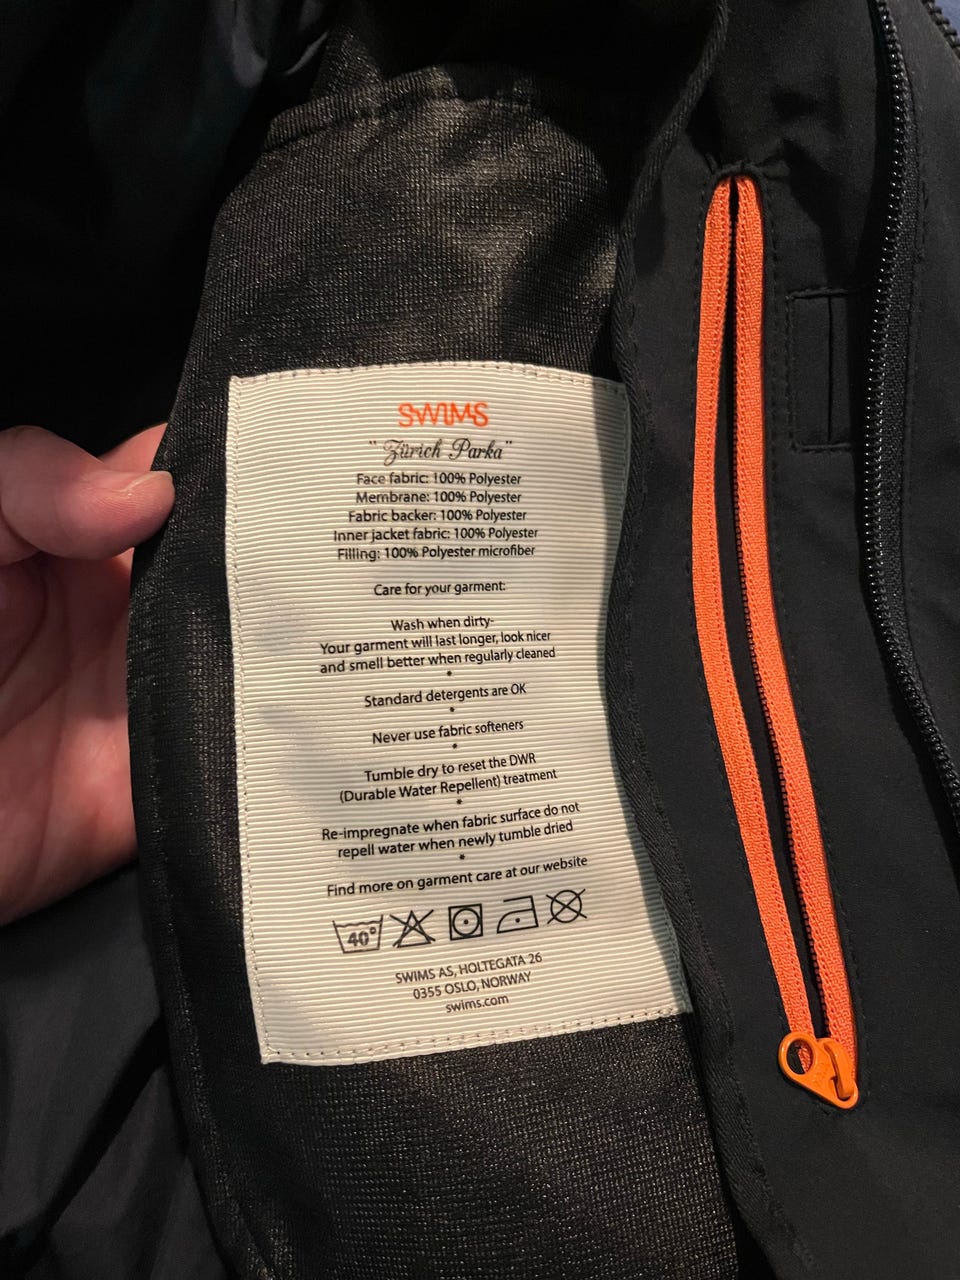 SWIMS
"Zürich Parka"
Face fabric: 100% Polyester
Membrane: 100% Polyester
Fabric backer: 100% Polyester
Inner jacket fabric: 100% Polyester
Filling: 100% Polyester microfiber
Care for your garment:
Wash when dirty-
Your garment will last longer, look nicer
and smell better when regularly cleaned
*
Standard detergents are OK
*
Never use fabric softeners
*
Tumble dry to reset the DWR
(Durable Water Repellent) treatment
*
Re-impregnate when fabric surface do not
repell water when newly tumble dried
*
Find more on garment care at our website
40°
SWIMS AS, HOLTEGATA 26
0355 OSLO, NORWAY
swims.com